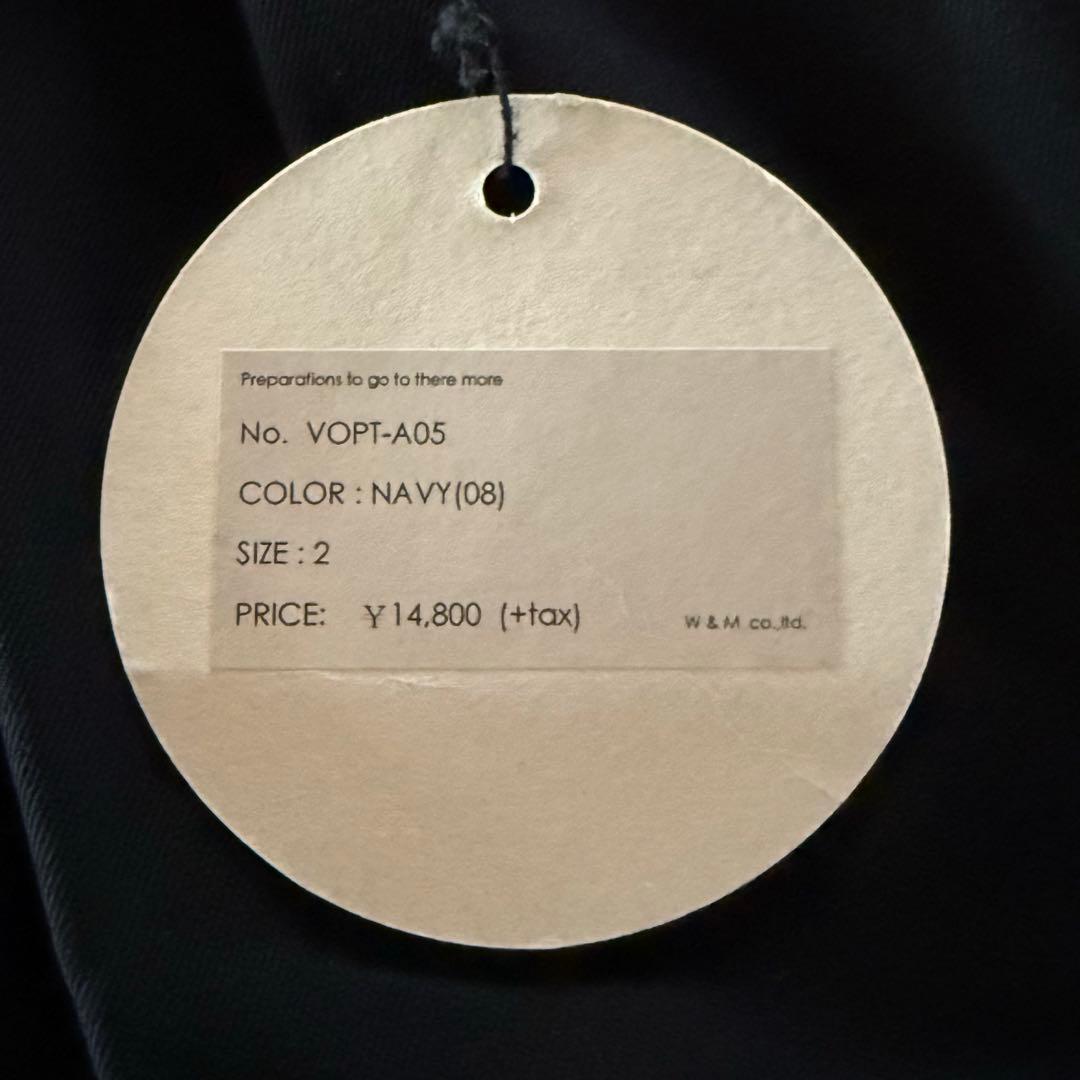 Preparations to go to there more
No. VOPT-A05
COLOR : NAVY(08)
SIZE : 2
PRICE: ¥14,800 (+tax)
W & M co.,ltd.